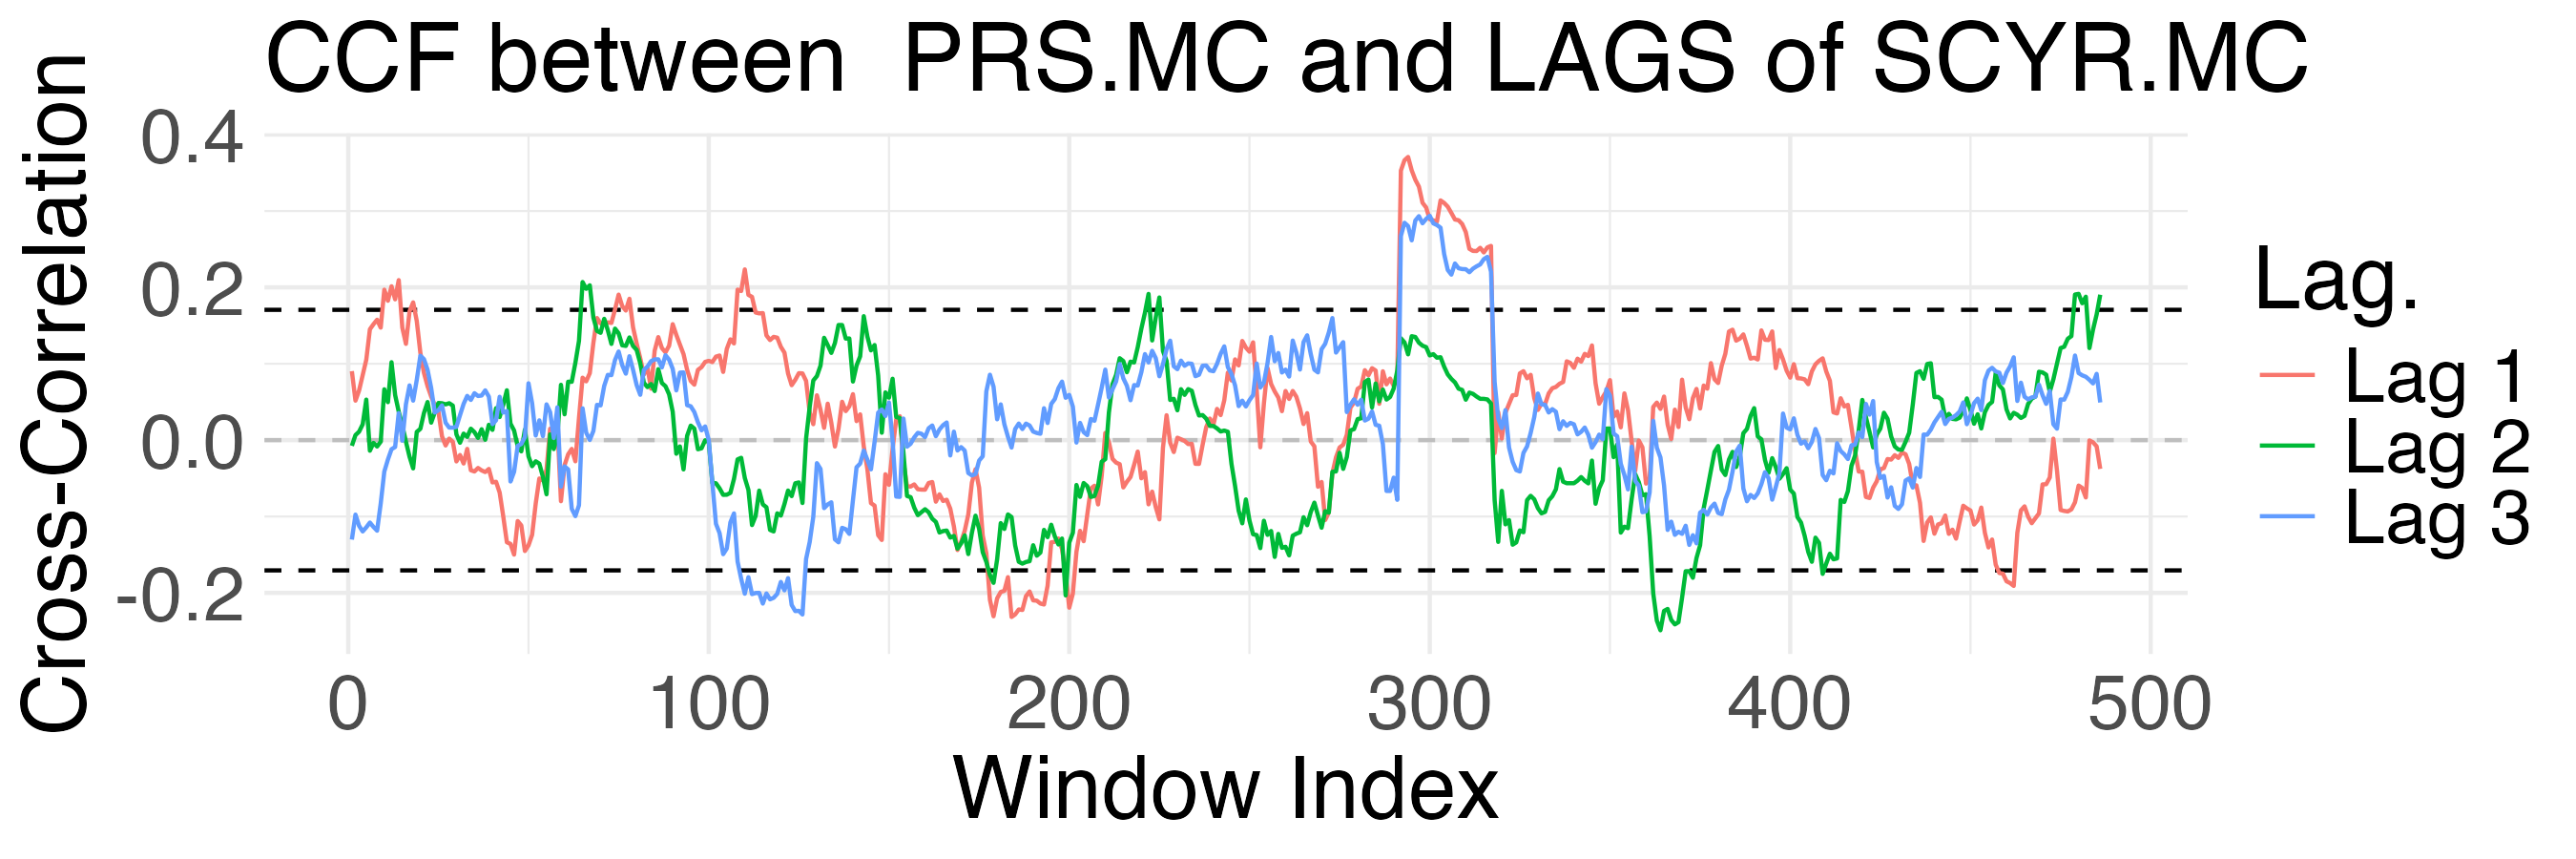 CCF between  PRS.MC and LAGS of SCYR.MC
Cross-Correlation
0.4
0.2
0.0
-0.2
0 100 200 300 400 500
Window Index
Lag.
Lag 1
Lag 2
Lag 3